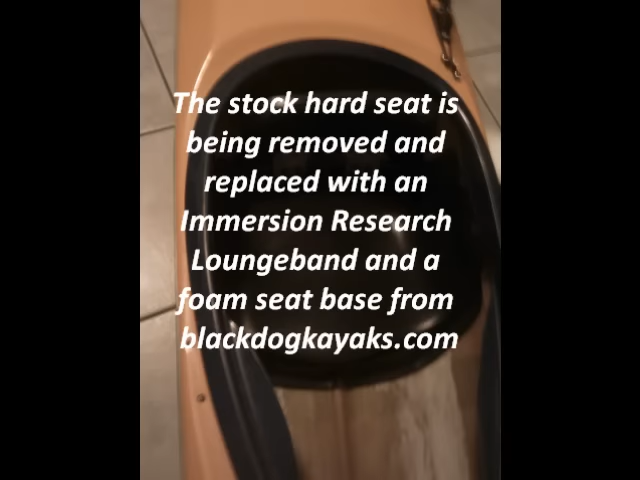 The stock hard seat is
being removed and
replaced with an
Immersion Research
Loungeband and a
foam seat base from
blackdogkayaks.com